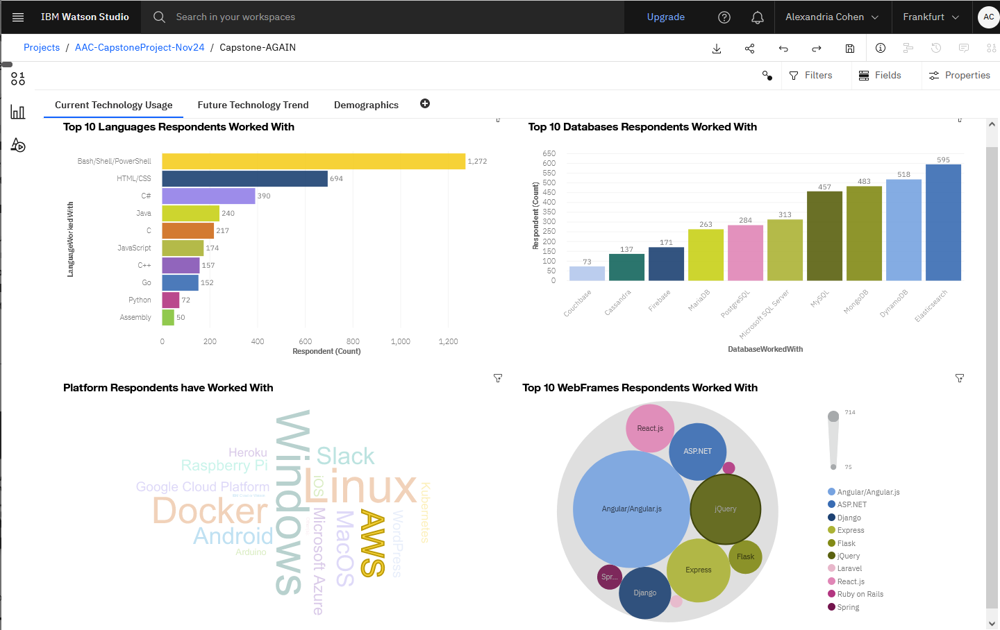 IBM Watson Studio
Search in your workspaces
Upgrade
Alexandria Cohen
Frankfurt
AC
Projects / AAC-CapstoneProject-Nov24 / Capstone-AGAIN
Filters
Fields
Properties
Current Technology Usage
Future Technology Trend
Demographics
Top 10 Languages Respondents Worked With
LanguageWorkedWith
Bash/Shell/PowerShell 1,272
HTML/CSS 694
C# 390
Java 240
C 217
JavaScript 174
C++ 157
Go 152
Python 72
Assembly 50
0 200 400 600 800 1,000 1,200
Respondent (Count)
Top 10 Databases Respondents Worked With
Respondent (Count)
650
600
550
500
450
400
350
300
250
200
150
100
50
0
73 137 171 263 284 313 457 483 518 595
Couchbase
Cassandra
Firebase
MariaDB
PostgreSQL
Microsoft SQL Server
MySQL
MongoDB
DynamoDB
Elasticsearch
DatabaseWorkedWith
Platform Respondents have Worked With
Windows
Heroku
Raspberry Pi
Google Cloud Platform
Docker
Android
Arduino
Slack
iOS
Linux
Kubernetes
Microsoft Azure
MacOS
AWS
WordPress
Top 10 WebFrames Respondents Worked With
React.js
ASP.NET
Angular/Angular.js
jQuery
Flask
Express
Spr...
Django
714
75
Angular/Angular.js
ASP.NET
Django
Express
Flask
jQuery
Laravel
React.js
Ruby on Rails
Spring